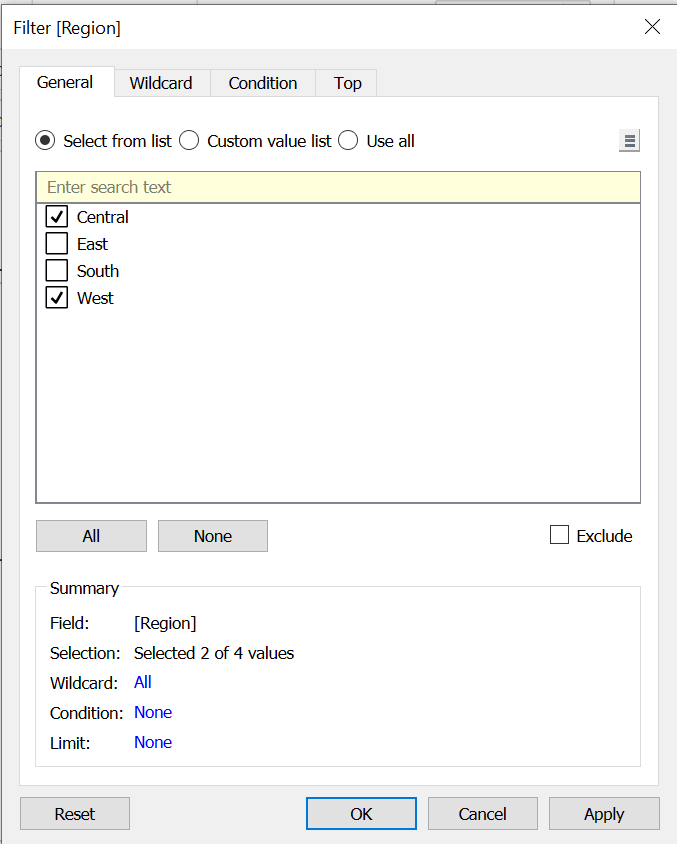 Filter [Region]
General Wildcard Condition Top
Select from list Custom value list Use all
Enter search text
Central
East
South
West
All None Exclude
Summary
Field: [Region]
Selection: Selected 2 of 4 values
Wildcard: All
Condition: None
Limit: None
Reset OK Cancel Apply